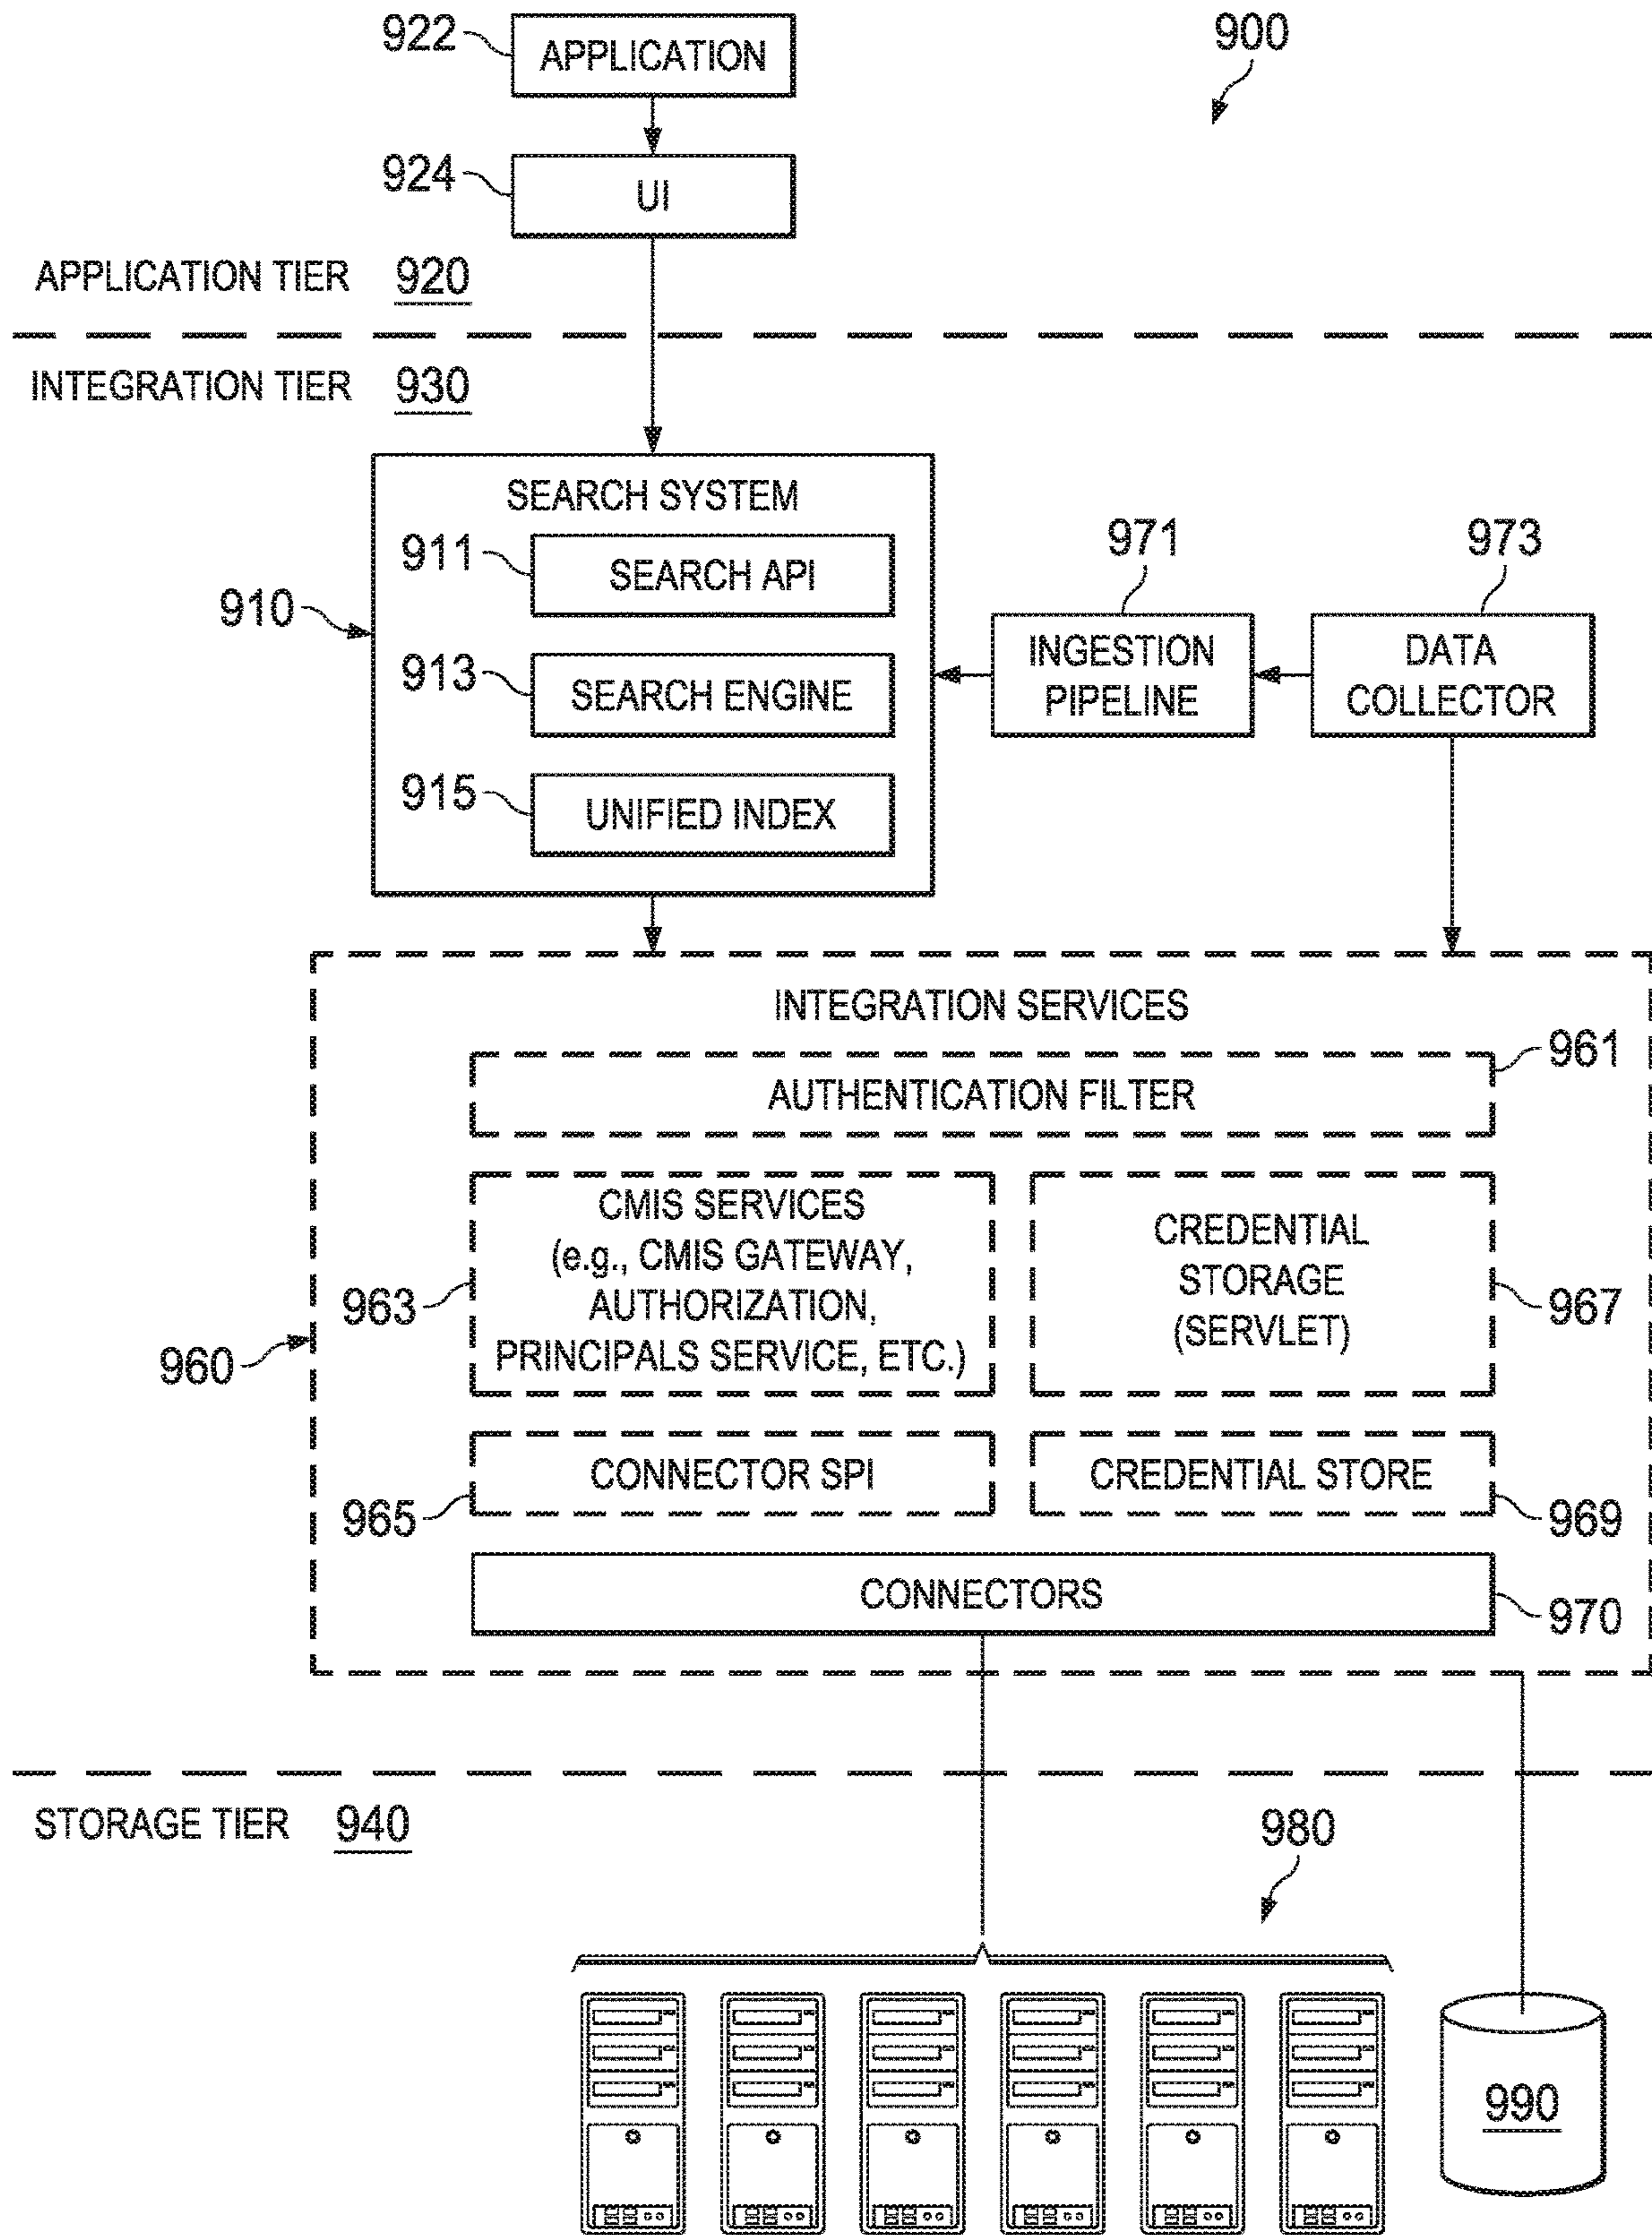 922
APPLICATION
900
924
UI
APPLICATION TIER 920
INTEGRATION TIER 930
SEARCH SYSTEM
911
SEARCH API
971
973
910
913
SEARCH ENGINE
INGESTION
PIPELINE
DATA
COLLECTOR
915
UNIFIED INDEX
INTEGRATION SERVICES
961
AUTHENTICATION FILTER
CMIS SERVICES
(e.g., CMIS GATEWAY,
AUTHORIZATION,
PRINCIPALS SERVICE, ETC.)
963
CREDENTIAL
STORAGE
(SERVLET)
967
960
CONNECTOR SPI
965
CREDENTIAL STORE
969
CONNECTORS
970
STORAGE TIER 940
980
990